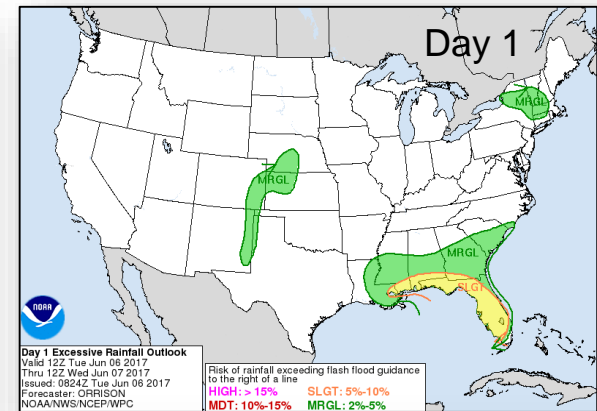 Day 1
MRGL
MRGL
MRGL
SLGT
NOAA
Day 1 Excessive Rainfall Outlook
Valid 12Z Tue Jun 06 2017
Thru 12Z Wed Jun 07 2017
Issued: 0824Z Tue Jun 06 2017
Forecaster: ORRISON
NOAA/NWS/NCEP/WPC
Risk of rainfall exceeding flash flood guidance
to the right of a line
HIGH: > 15% SLGT: 5%-10%
MDT: 10%-15% MRGL: 2%-5%